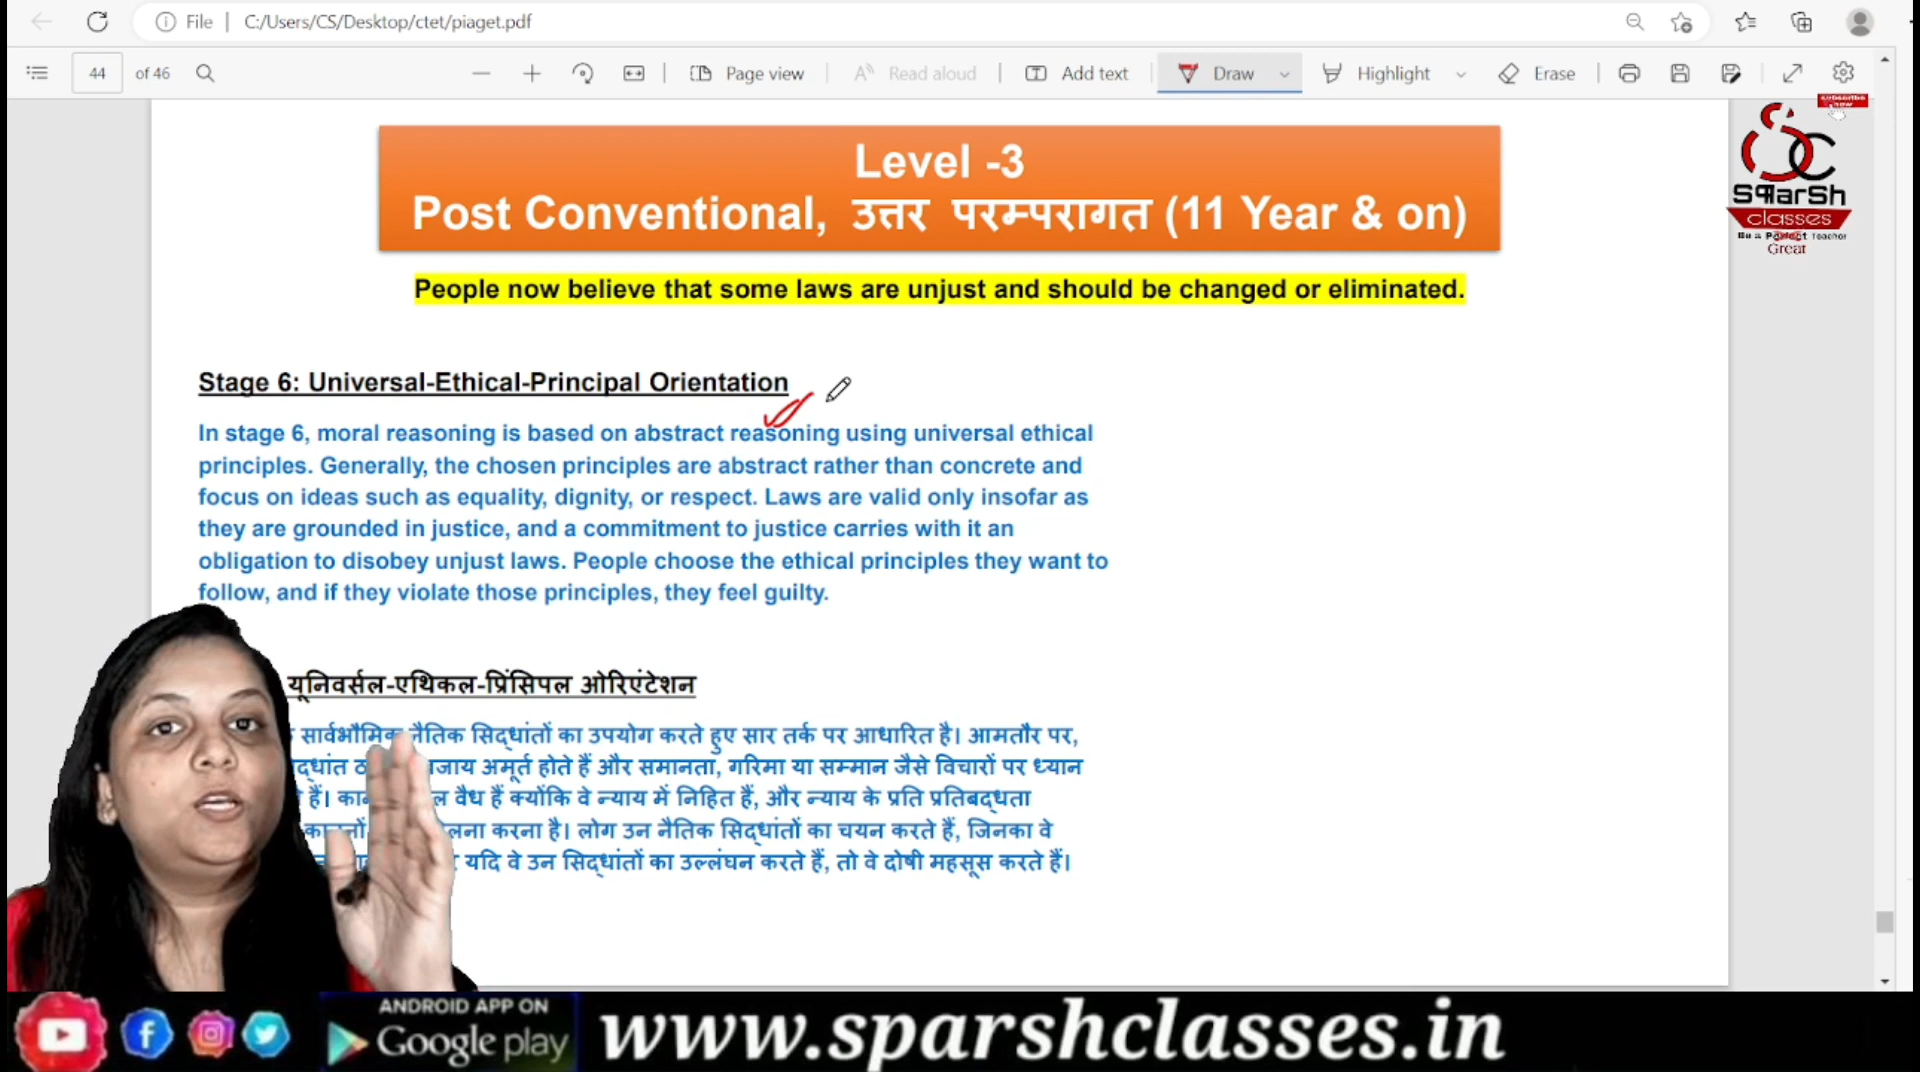 File | C:/Users/CS/Desktop/ctet/piaget.pdf
44 of 46 Page view Read aloud Add text Draw Highlight Erase
subscribe now
SC
Sparsh
classes
Be a Perfect Teacher
Great
Level -3
Post Conventional, उत्तर परम्परागत (11 Year & on)
People now believe that some laws are unjust and should be changed or eliminated.
Stage 6: Universal-Ethical-Principal Orientation
In stage 6, moral reasoning is based on abstract reasoning using universal ethical
principles. Generally, the chosen principles are abstract rather than concrete and
focus on ideas such as equality, dignity, or respect. Laws are valid only insofar as
they are grounded in justice, and a commitment to justice carries with it an
obligation to disobey unjust laws. People choose the ethical principles they want to
follow, and if they violate those principles, they feel guilty.
यूनिवर्सल-एथिकल-प्रिंसिपल ओरिएंटेशन
सार्वभौमिक नैतिक सिद्धांतों का उपयोग करते हुए सार तर्क पर आधारित है। आमतौर पर,
अमूर्त होते हैं और समानता, गरिमा या सम्मान जैसे विचारों पर ध्यान
हैं। वैध हैं क्योंकि वे न्याय में निहित हैं, और न्याय के प्रति प्रतिबद्धता
करना है। लोग उन नैतिक सिद्धांतों का चयन करते हैं, जिनका वे
यदि वे उन सिद्धांतों का उल्लंघन करते हैं, तो वे दोषी महसूस करते हैं।
ANDROID APP ON
Google play
www.sparshclasses.in